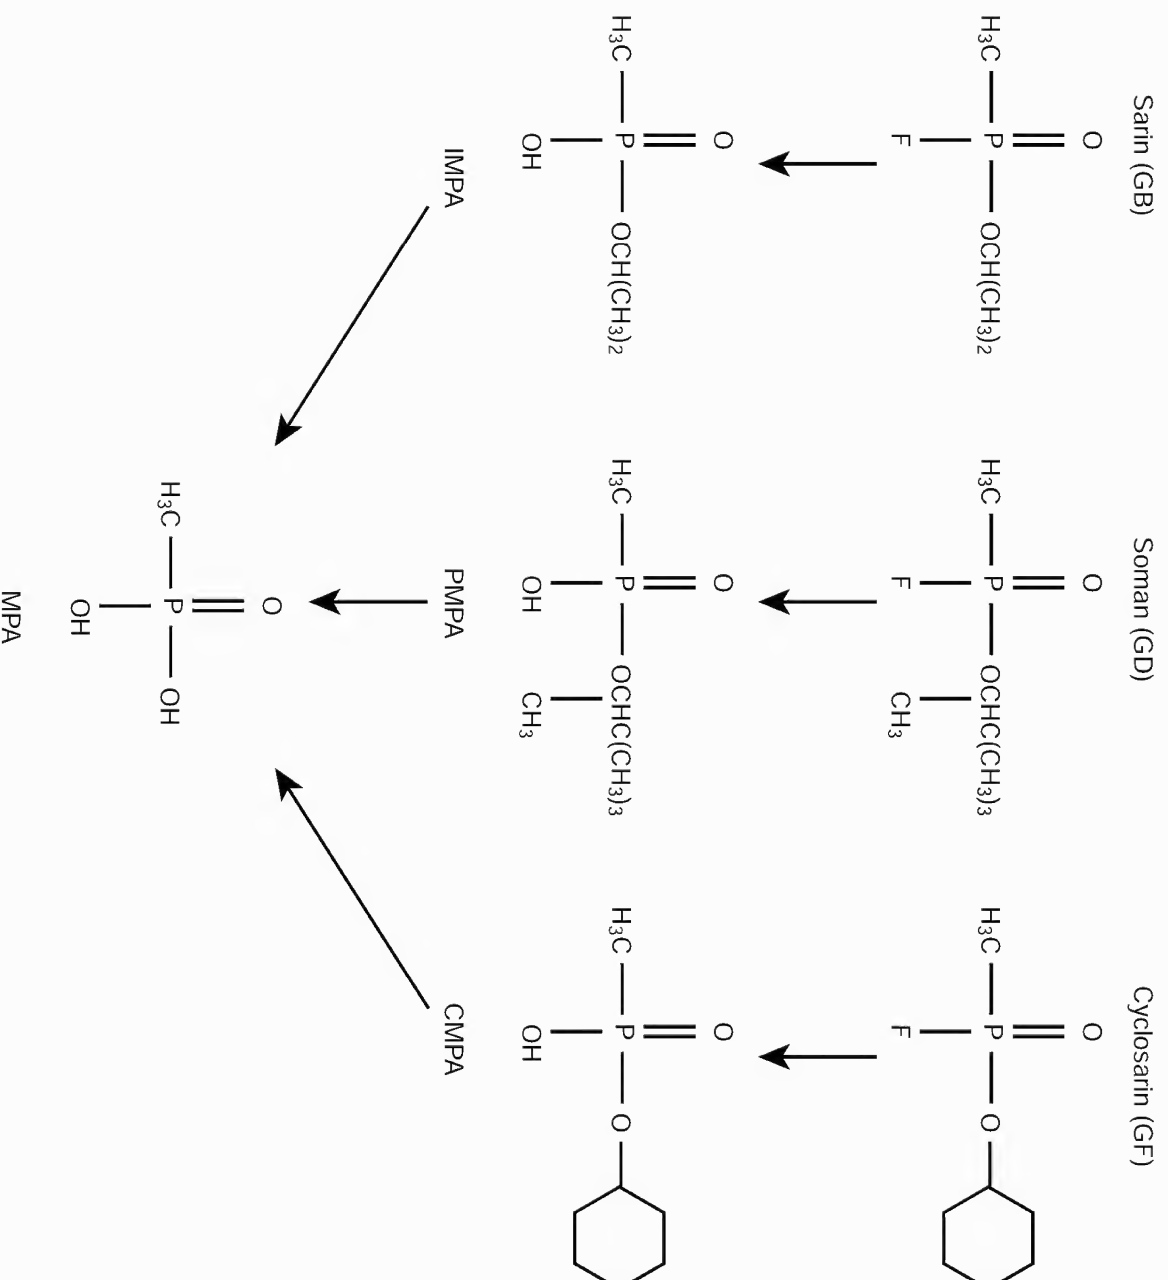 Sarin (GB)
Soman (GD)
Cyclosarin (GF)
O
O
O
H₃C P OCH(CH₃)₂
H₃C P OCHC(CH₃)₃
H₃C P O
F
F CH₃
F
O
O
O
H₃C P OCH(CH₃)₂
H₃C P OCHC(CH₃)₃
H₃C P O
OH
OH CH₃
OH
IMPA
PMPA
CMPA
O
H₃C P OH
OH
MPA